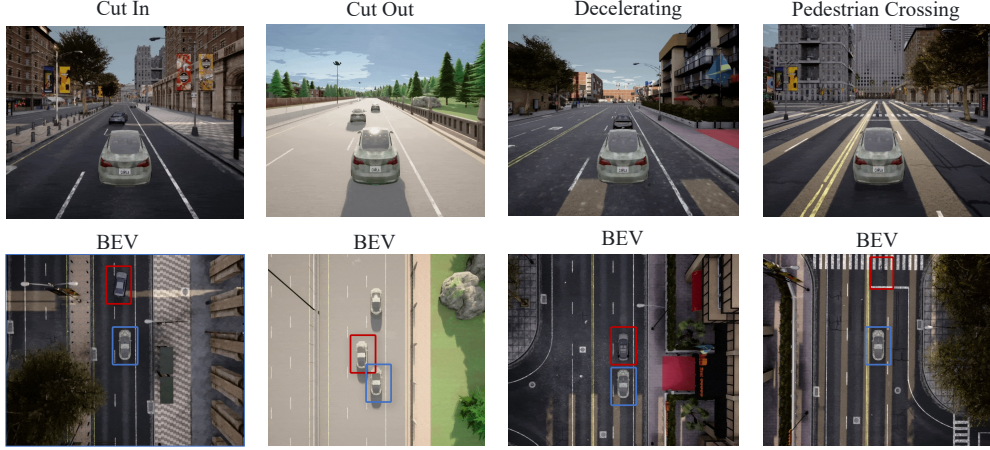 Cut In
Cut Out
Decelerating
Pedestrian Crossing
BEV
BEV
BEV
BEV